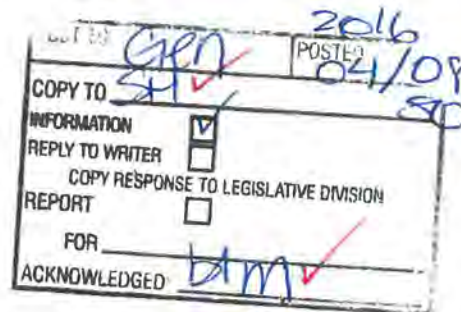 2016
Gen POSTED 04/08
COPY TO SH
INFORMATION
REPLY TO WRITER
COPY RESPONSE TO LEGISLATIVE DIVISION
REPORT
FOR
ACKNOWLEDGED btm